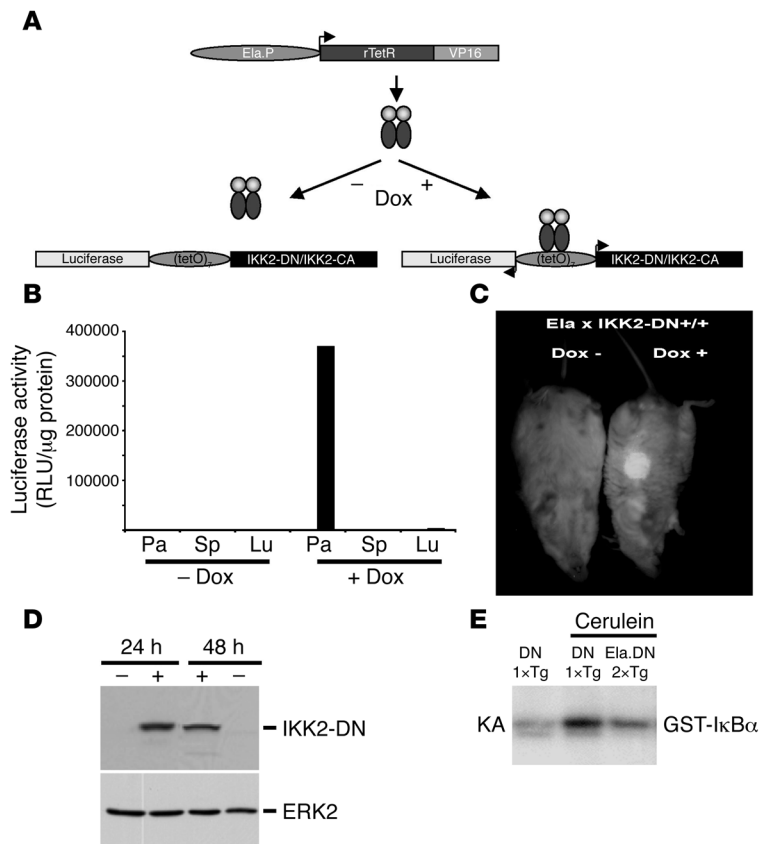 A
Ela.P rTetR VP16
– Dox +
Luciferase (tetO)7 IKK2-DN/IKK2-CA
Luciferase (tetO)7 IKK2-DN/IKK2-CA
B
Luciferase activity
(RLU/µg protein)
400000
300000
200000
100000
Pa Sp Lu Pa Sp Lu
– Dox + Dox
C
Ela x IKK2-DN+/+
Dox - Dox +
D
24 h 48 h
– + + –
IKK2-DN
ERK2
E
Cerulein
DN DN Ela.DN
1×Tg 1×Tg 2×Tg
KA GST-IκBα